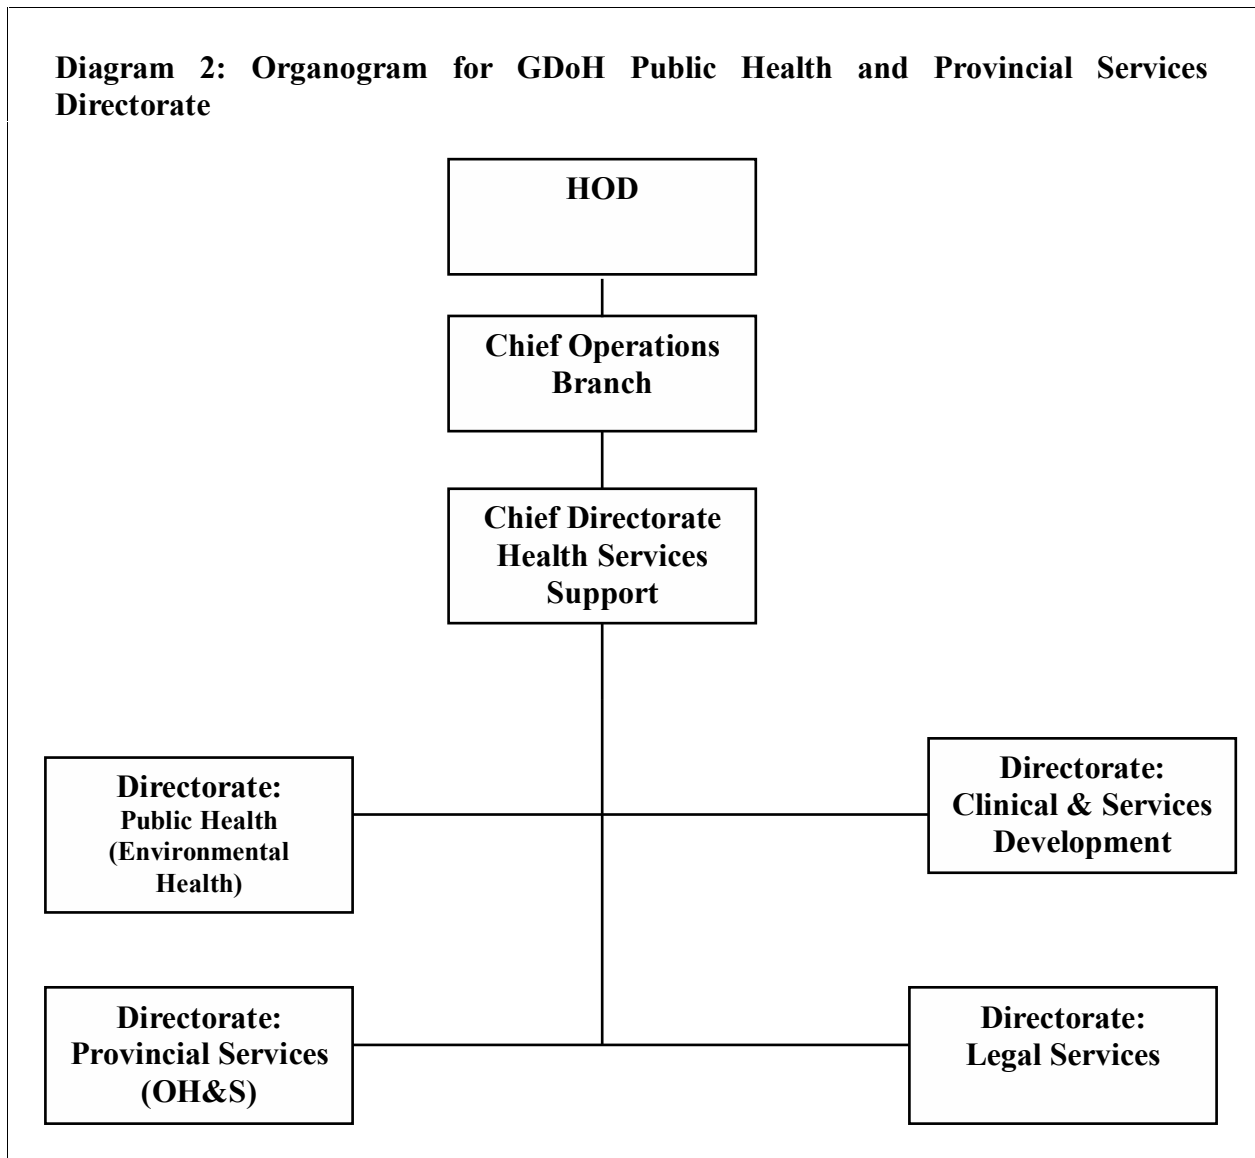 Diagram 2: Organogram for GDoH Public Health and Provincial Services
Directorate
HOD
Chief Operations
Branch
Chief Directorate
Health Services
Support
Directorate:
Public Health
(Environmental
Health)
Directorate:
Clinical & Services
Development
Directorate:
Provincial Services
(OH&S)
Directorate:
Legal Services